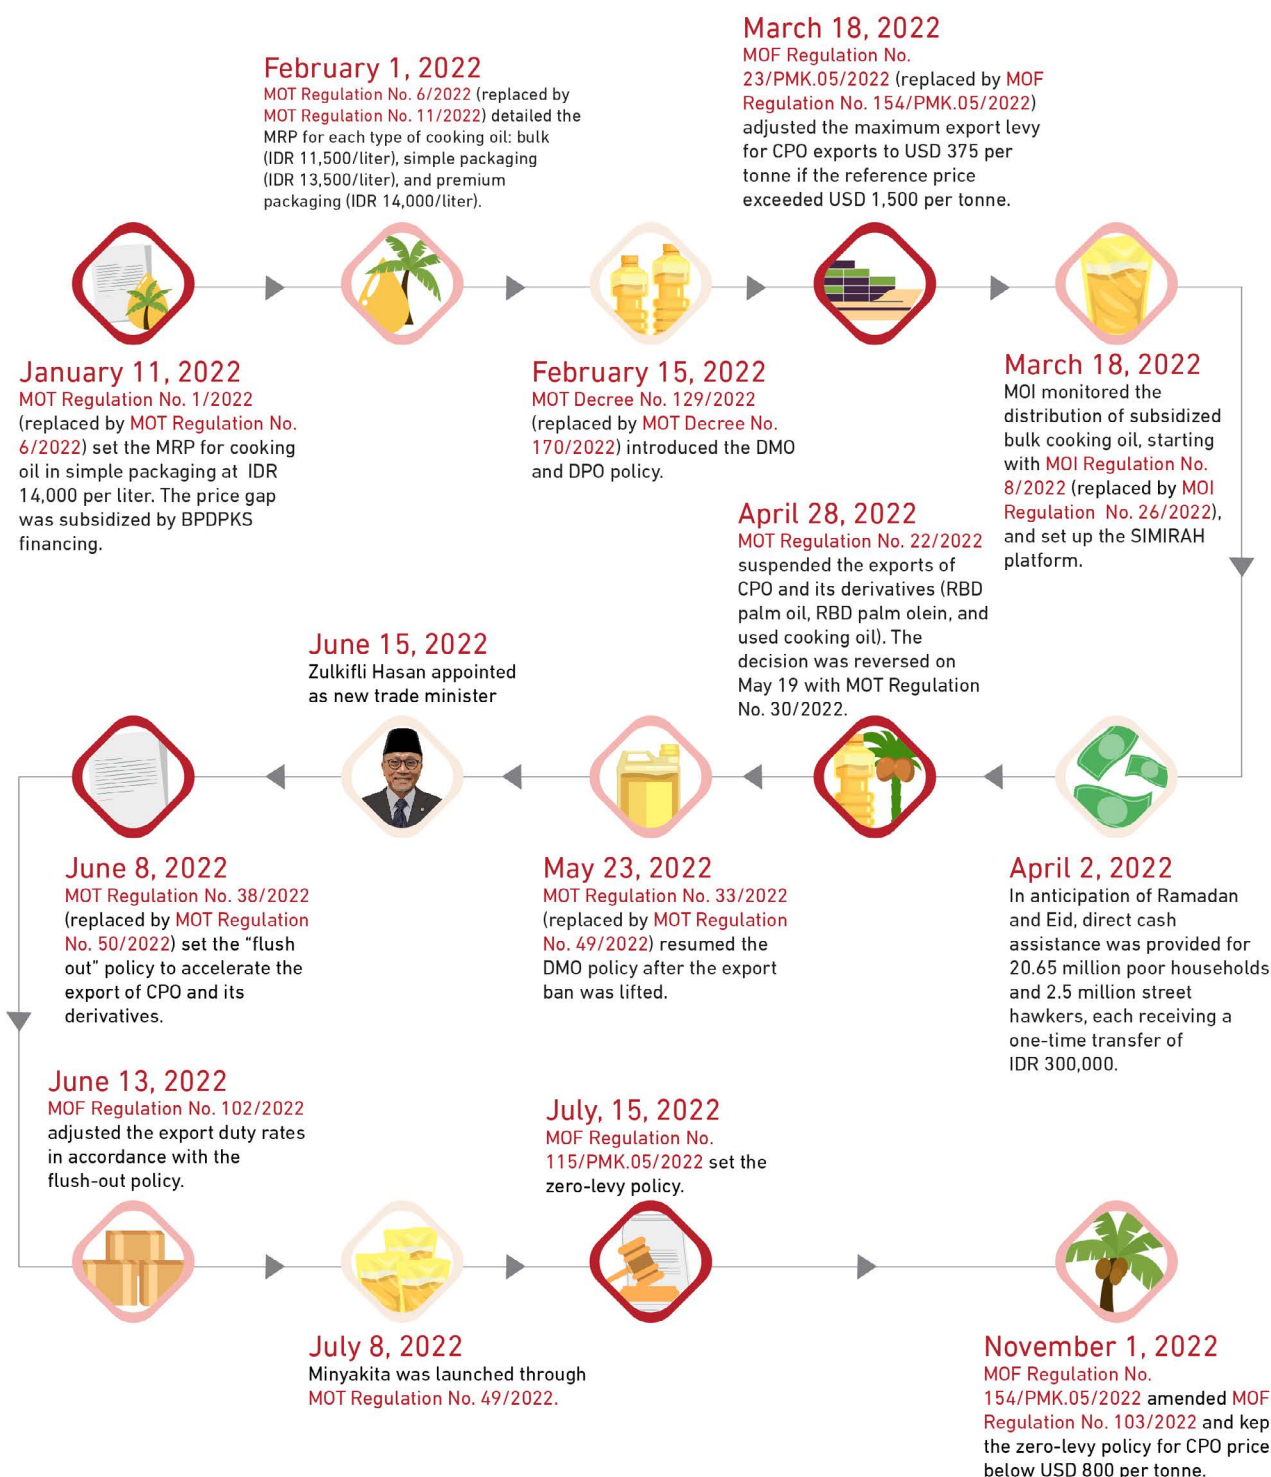 January 11, 2022
MOT Regulation No. 1/2022
(replaced by MOT Regulation No.
6/2022) set the MRP for cooking
oil in simple packaging at IDR
14,000 per liter. The price gap
was subsidized by BPDPKS
financing.
February 1, 2022
MOT Regulation No. 6/2022 (replaced by
MOT Regulation No. 11/2022) detailed the
MRP for each type of cooking oil: bulk
(IDR 11,500/liter), simple packaging
(IDR 13,500/liter), and premium
packaging (IDR 14,000/liter).
February 15, 2022
MOT Decree No. 129/2022
(replaced by MOT Decree No.
170/2022) introduced the DMO
and DPO policy.
March 18, 2022
MOF Regulation No.
23/PMK.05/2022 (replaced by MOF
Regulation No. 154/PMK.05/2022)
adjusted the maximum export levy
for CPO exports to USD 375 per
tonne if the reference price
exceeded USD 1,500 per tonne.
March 18, 2022
MOI monitored the
distribution of subsidized
bulk cooking oil, starting
with MOI Regulation No.
8/2022 (replaced by MOI
Regulation No. 26/2022),
and set up the SIMIRAH
platform.
April 2, 2022
In anticipation of Ramadan
and Eid, direct cash
assistance was provided for
20.65 million poor households
and 2.5 million street
hawkers, each receiving a
one-time transfer of
IDR 300,000.
April 28, 2022
MOT Regulation No. 22/2022
suspended the exports of
CPO and its derivatives (RBD
palm oil, RBD palm olein, and
used cooking oil). The
decision was reversed on
May 19 with MOT Regulation
No. 30/2022.
May 23, 2022
MOT Regulation No. 33/2022
(replaced by MOT Regulation
No. 49/2022) resumed the
DMO policy after the export
ban was lifted.
June 15, 2022
Zulkifli Hasan appointed
as new trade minister
June 8, 2022
MOT Regulation No. 38/2022
(replaced by MOT Regulation
No. 50/2022) set the "flush
out" policy to accelerate the
export of CPO and its
derivatives.
June 13, 2022
MOF Regulation No. 102/2022
adjusted the export duty rates
in accordance with the
flush-out policy.
July 8, 2022
Minyakita was launched through
MOT Regulation No. 49/2022.
July, 15, 2022
MOF Regulation No.
115/PMK.05/2022 set the
zero-levy policy.
November 1, 2022
MOF Regulation No.
154/PMK.05/2022 amended MOF
Regulation No. 103/2022 and kep
the zero-levy policy for CPO price
below USD 800 per tonne.